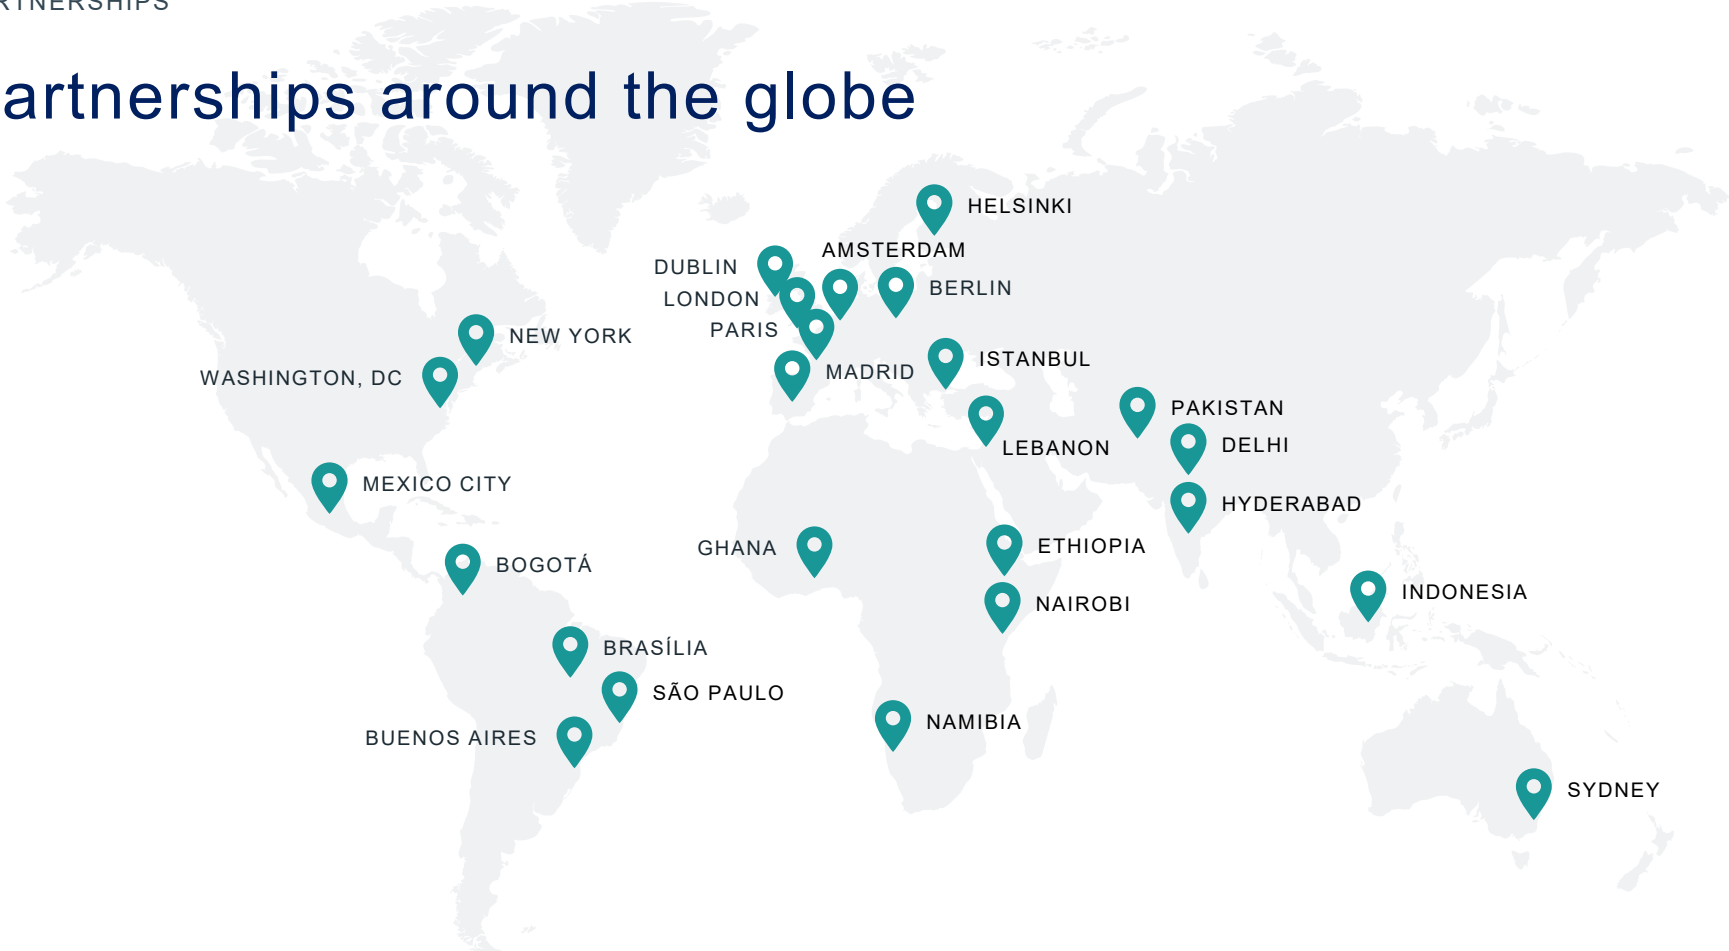 RTNERSHIPS
artnerships around the globe
HELSINKI
AMSTERDAM
DUBLIN
BERLIN
LONDON
PARIS
NEW YORK
ISTANBUL
MADRID
WASHINGTON, DC
PAKISTAN
DELHI
LEBANON
MEXICO CITY
HYDERABAD
GHANA
ETHIOPIA
BOGOTÁ
INDONESIA
NAIROBI
BRASÍLIA
SÃO PAULO
NAMIBIA
BUENOS AIRES
SYDNEY